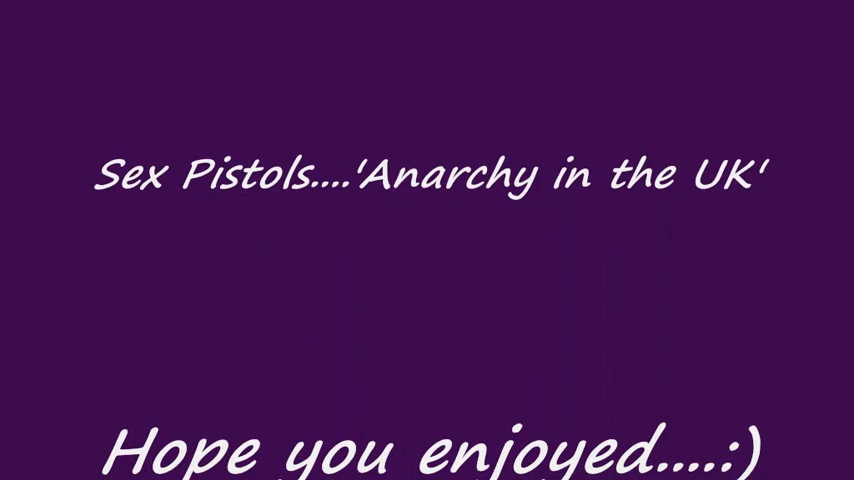 Sex Pistols....'Anarchy in the UK'
Hope you enjoyed....:)